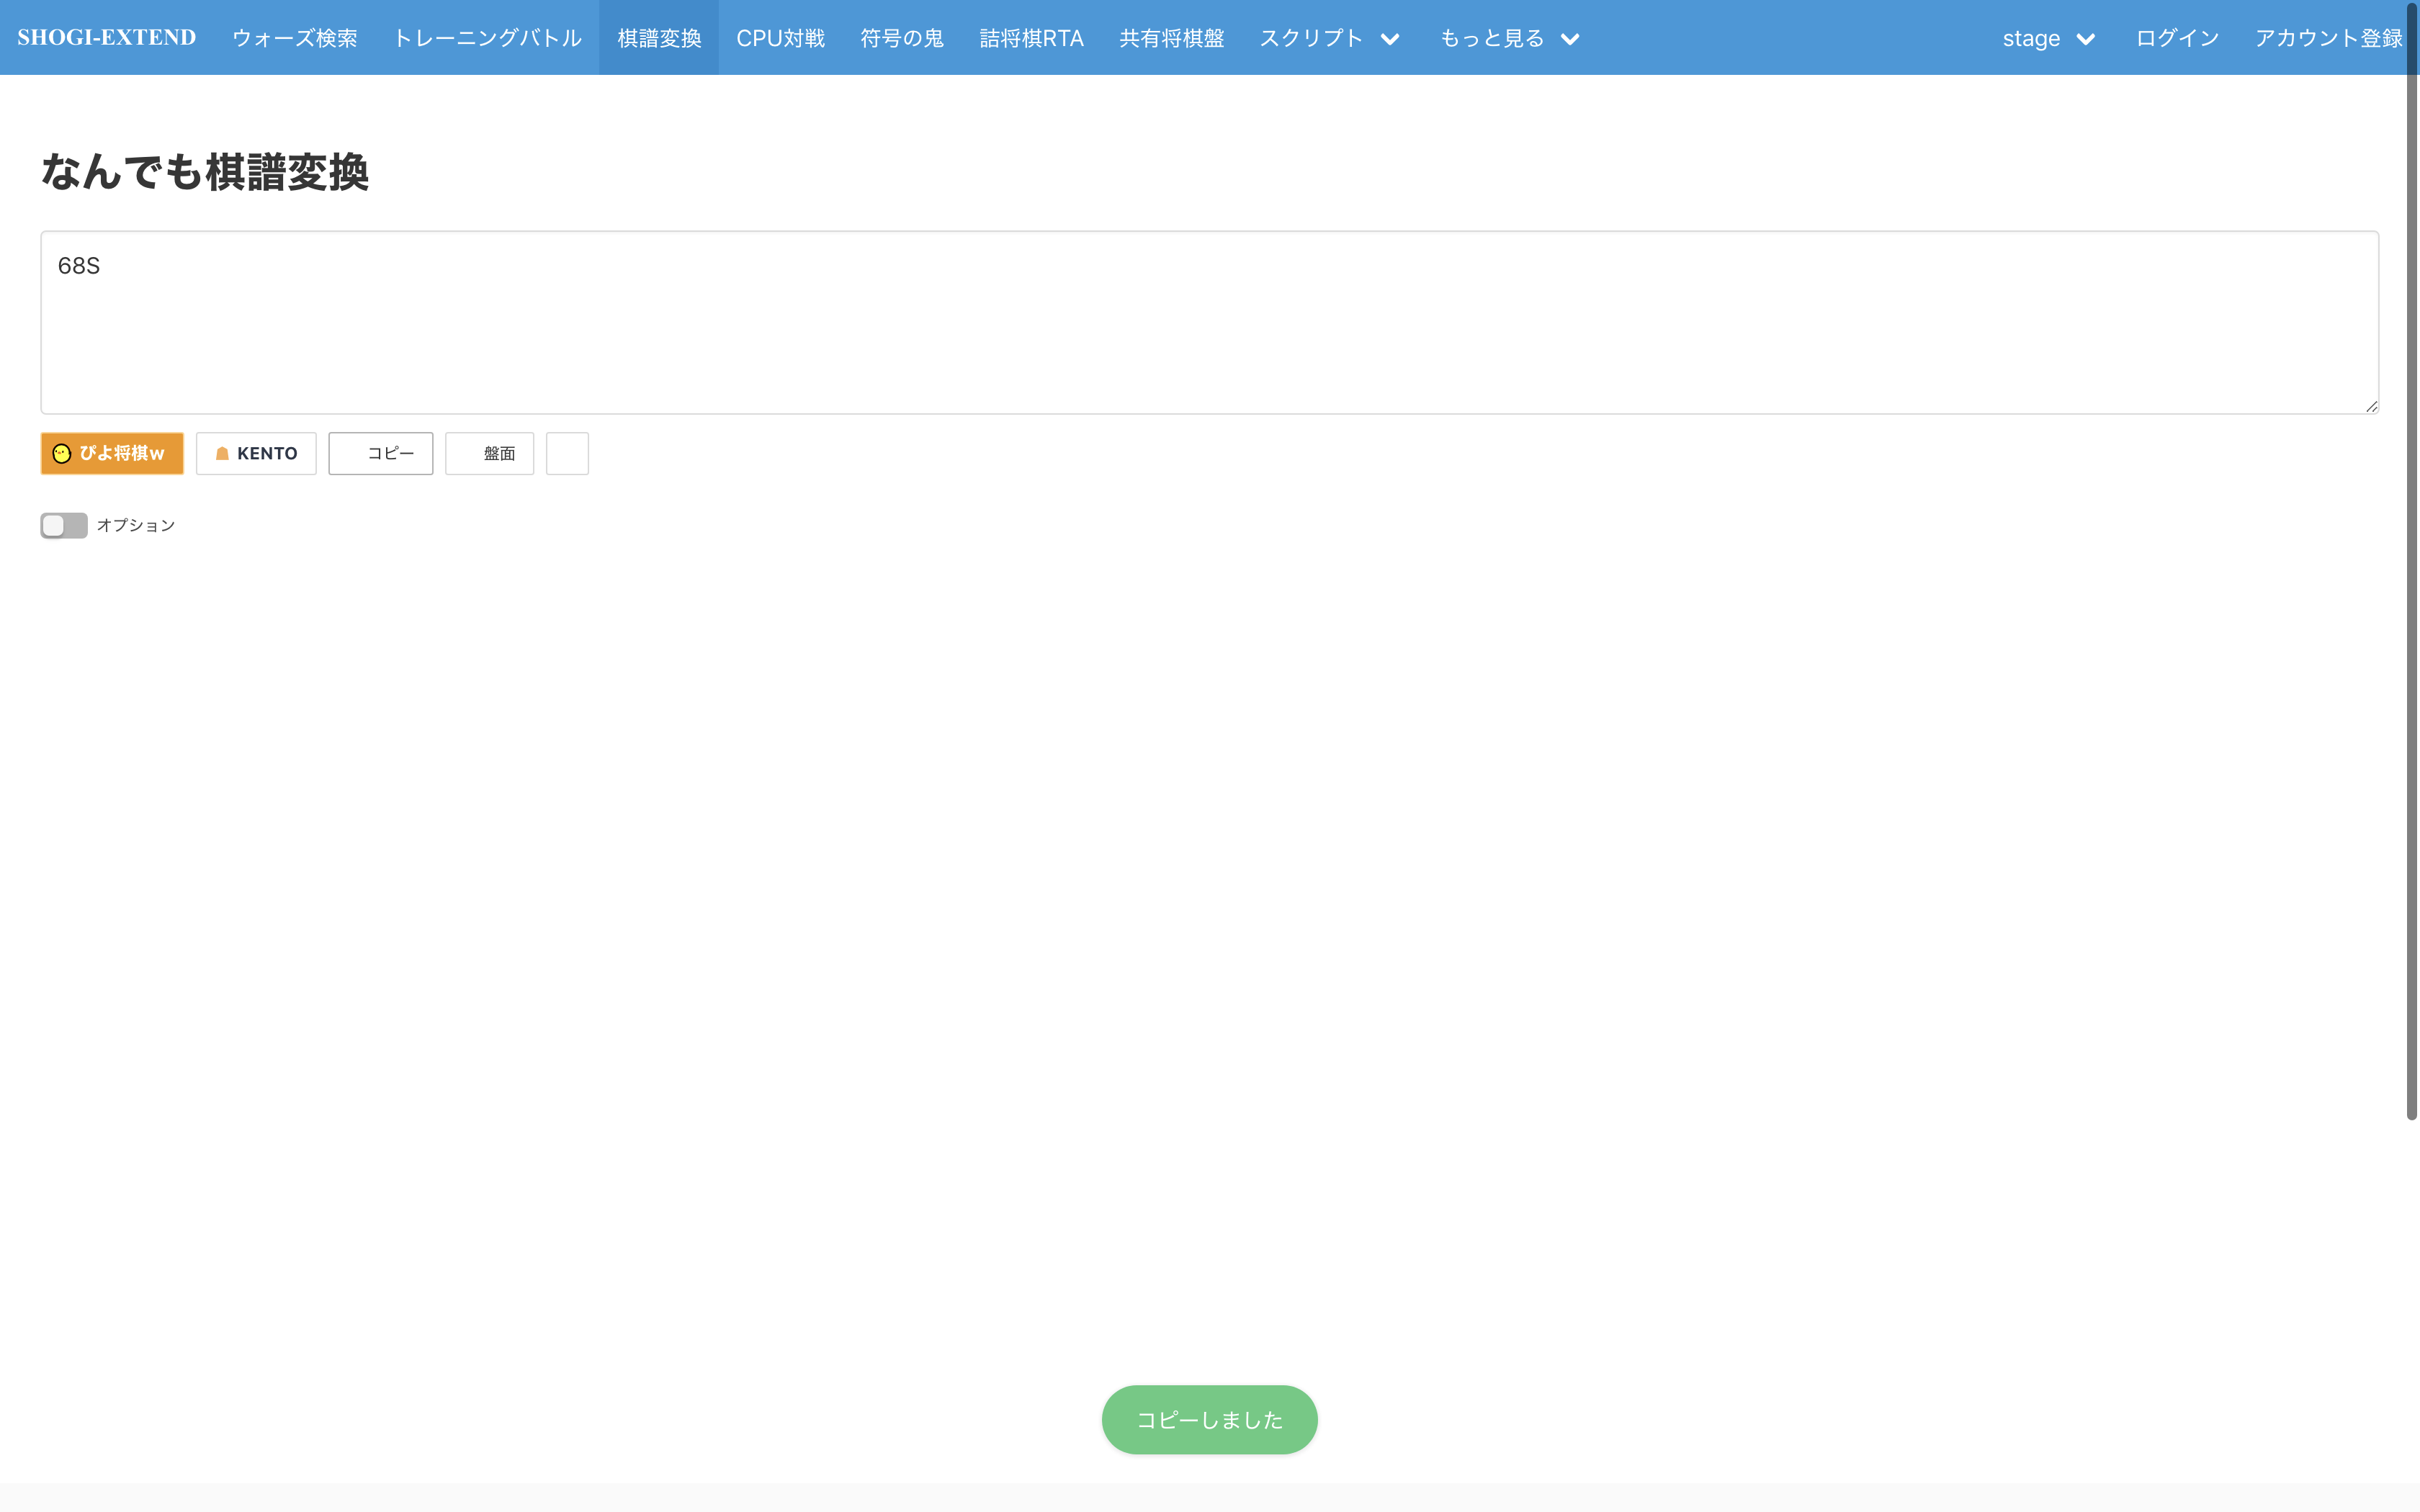 SHOGI-EXTEND ウォーズ検索 トレーニングバトル 棋譜変換 CPU対戦 符号の鬼 詰将棋RTA 共有将棋盤 スクリプト もっと見る stage ログイン アカウント登録
なんでも棋譜変換
68S
ぴよ将棋w KENTO コピー 盤面
オプション
コピーしました